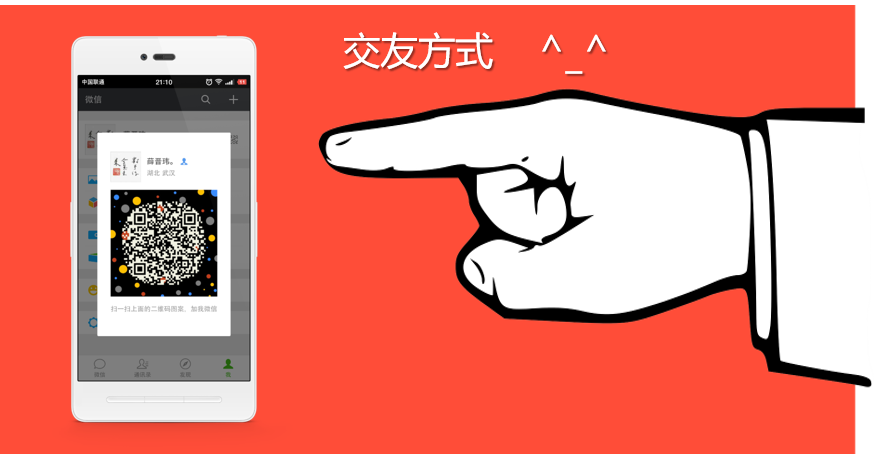 交友方式 ^_^
中国联通 21:10
微信
薛普玮。
湖北 武汉
扫一扫上面的二维码图案，加我微信
微信 通讯录 发现 我